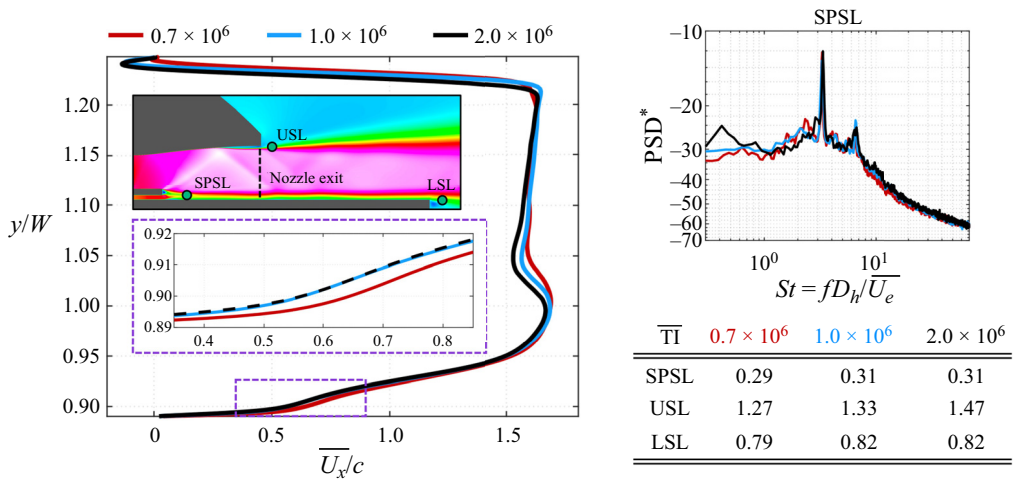 0.7 × 10⁶
1.0 × 10⁶
2.0 × 10⁶
1.20
1.15
1.10
1.05
1.00
0.95
0.90
y/W
0
0.5
1.0
1.5
U̅ₓ/c
USL
SPSL
Nozzle exit
LSL
0.92
0.91
0.90
0.89
0.4
0.5
0.6
0.7
0.8
SPSL
−10
−20
−30
−40
−50
−60
−70
PSD*
10⁰
10¹
St = fDₕ/U̅ₑ
T̅I̅ 0.7 × 10⁶ 1.0 × 10⁶ 2.0 × 10⁶
SPSL 0.29 0.31 0.31
USL 1.27 1.33 1.47
LSL 0.79 0.82 0.82